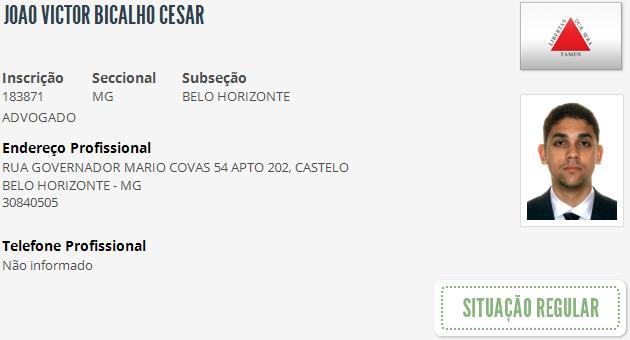 JOAO VICTOR BICALHO CESAR
LIBERTAS QUÆ SERA TAMEN
Inscrição Seccional Subseção
183871 MG BELO HORIZONTE
ADVOGADO
Endereço Profissional
RUA GOVERNADOR MARIO COVAS 54 APTO 202, CASTELO
BELO HORIZONTE - MG
30840505
Telefone Profissional
Não informado
SITUAÇÃO REGULAR